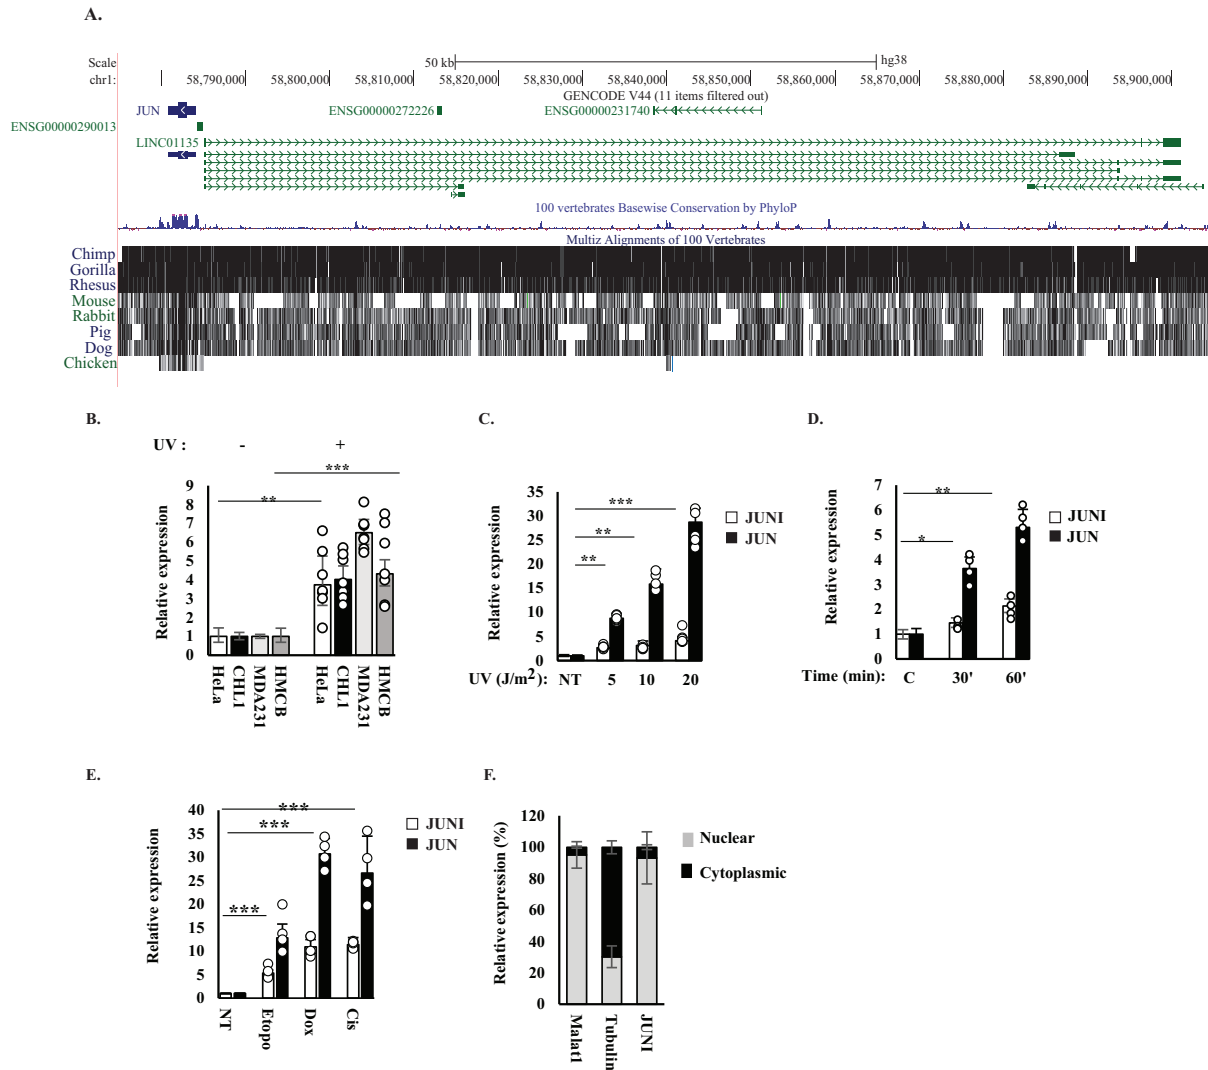 A.
Scale 50 kb hg38
chr1: 58,790,000 58,800,000 58,810,000 58,820,000 58,830,000 58,840,000 58,850,000 58,860,000 58,870,000 58,880,000 58,890,000 58,900,000
GENCODE V44 (11 items filtered out)
JUN ENSG00000272226 ENSG00000231740
ENSG00000290013
LINC01135
100 vertebrates Basewise Conservation by PhyloP
Multiz Alignments of 100 Vertebrates
Chimp
Gorilla
Rhesus
Mouse
Rabbit
Pig
Dog
Chicken
B.
UV : - +
***
**
Relative expression
9
8
7
6
5
4
3
2
1
0
HeLa CHL1 MDA231 HMCB HeLa CHL1 MDA231 HMCB
C.
Relative expression
35
30
25
20
15
10
5
0
***
**
**
JUNI
JUN
UV (J/m2): NT 5 10 20
D.
Relative expression
7
6
5
4
3
2
1
0
**
*
JUNI
JUN
Time (min): C 30' 60'
E.
Relative expression
40
35
30
25
20
15
10
5
0
***
***
***
JUNI
JUN
NT Etopo Dox Cis
F.
Relative expression (%)
120
100
80
60
40
20
0
Nuclear
Cytoplasmic
Malat1 Tubulin JUNI